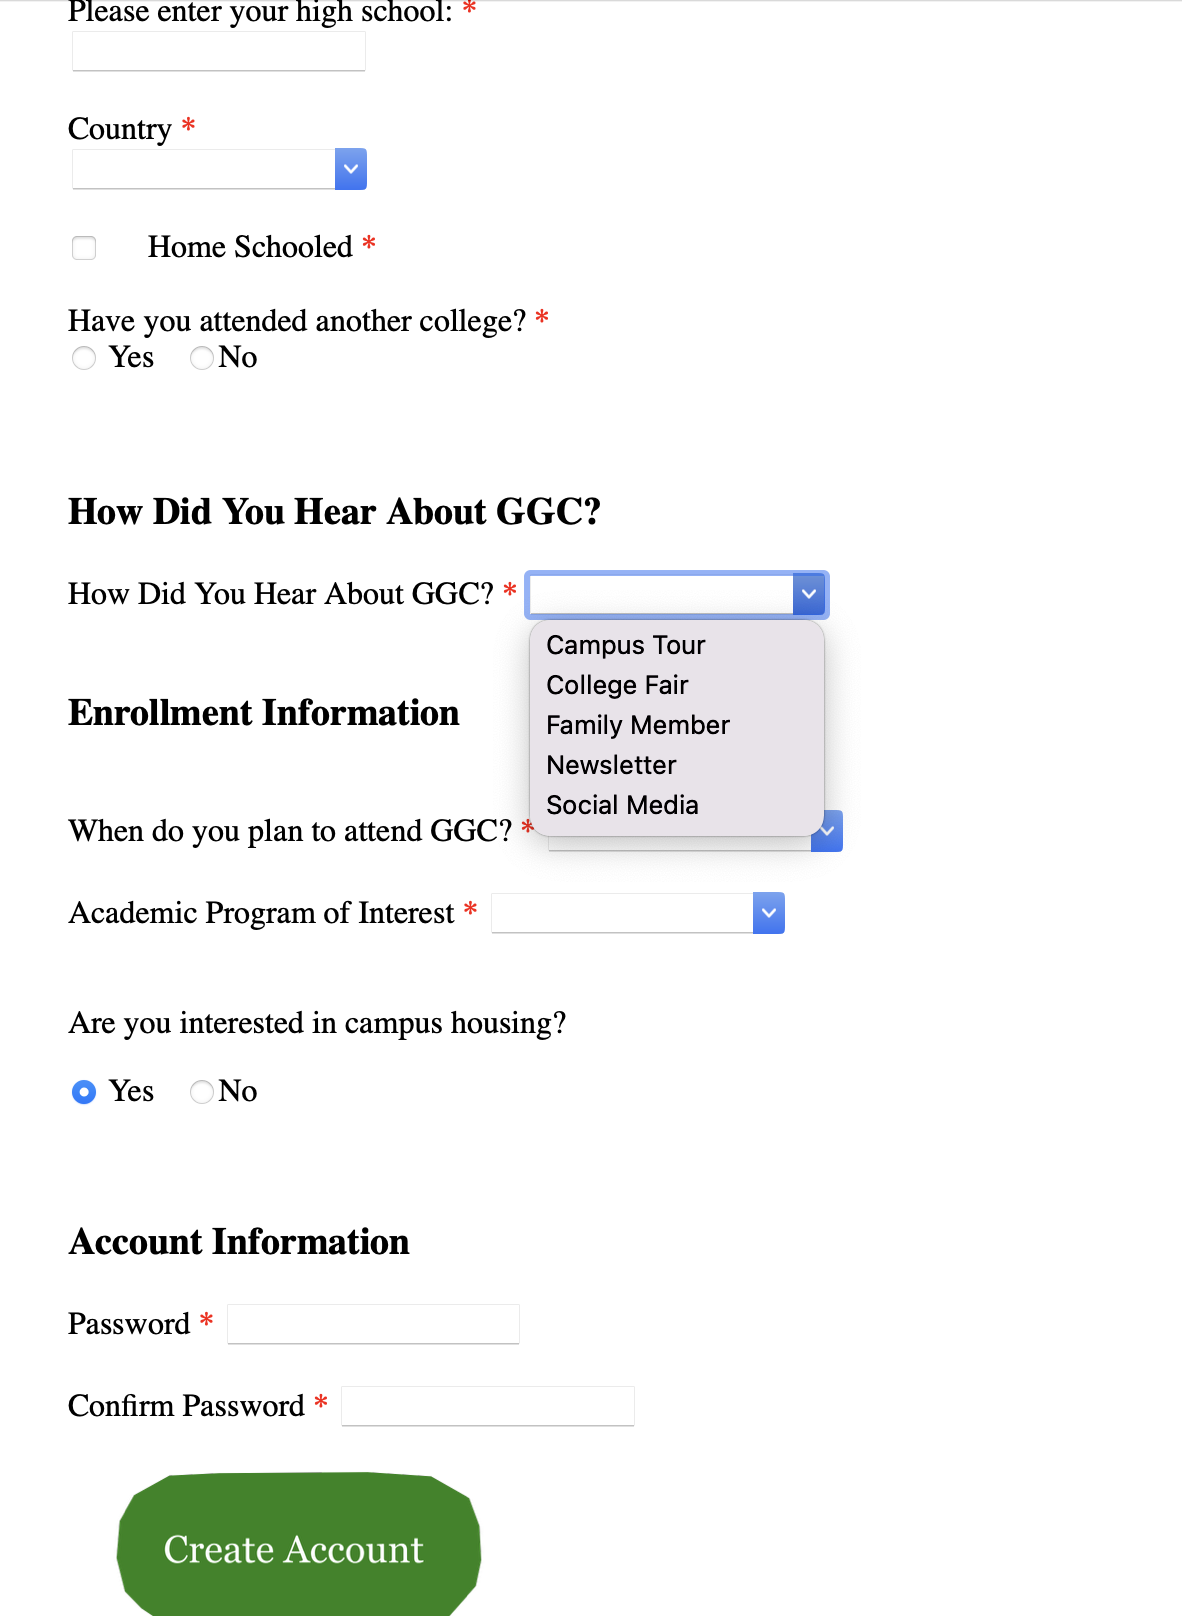 Please enter your high school: *
Country *
Home Schooled *
Have you attended another college? *
Yes No
How Did You Hear About GGC?
How Did You Hear About GGC? *
Campus Tour
College Fair
Family Member
Newsletter
Social Media
Enrollment Information
When do you plan to attend GGC? *
Academic Program of Interest *
Are you interested in campus housing?
Yes No
Account Information
Password *
Confirm Password *
Create Account